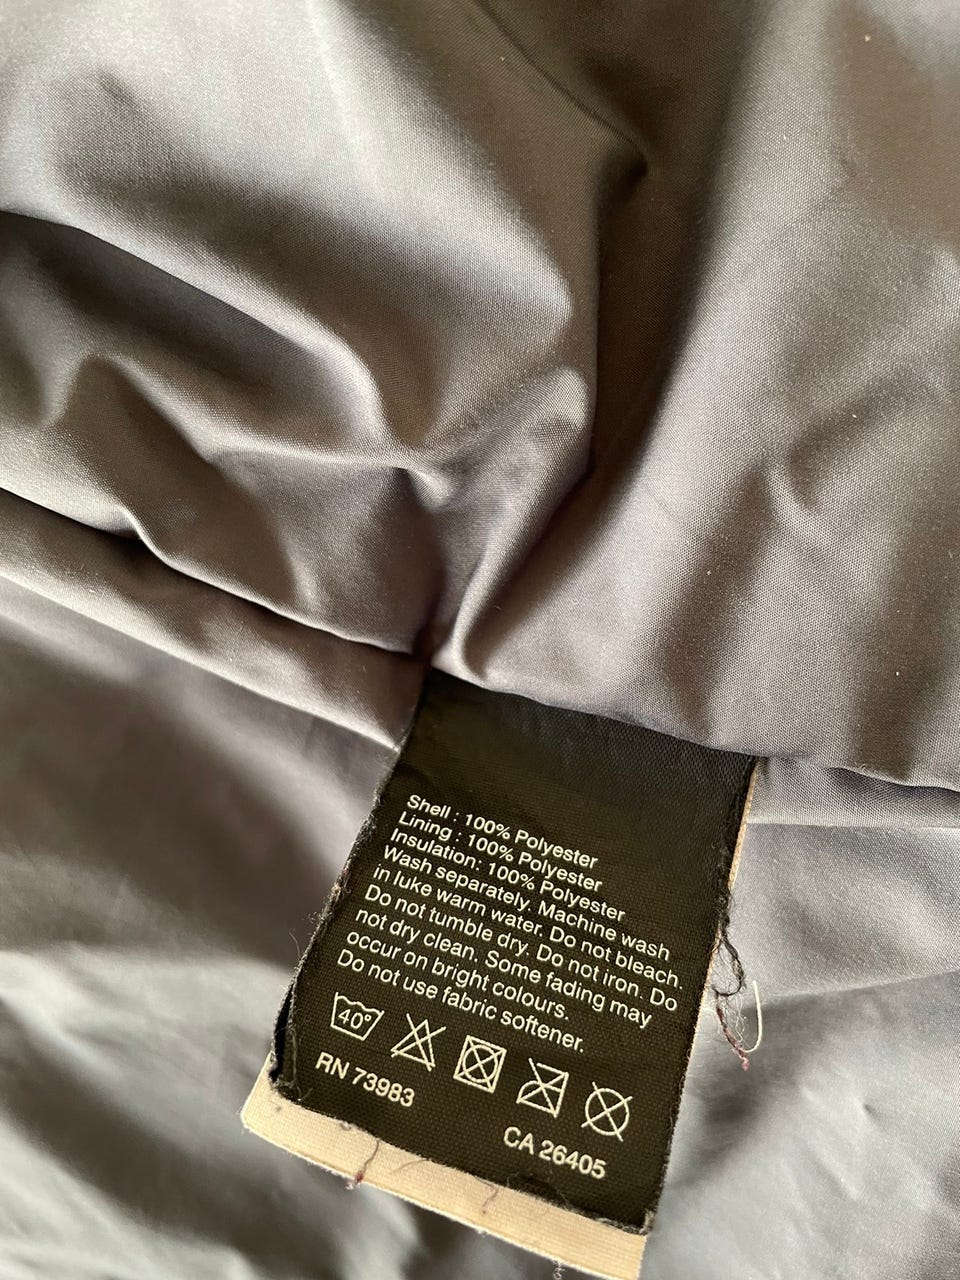 Shell : 100% Polyester
Lining : 100% Polyester
Insulation: 100% Polyester
Wash separately. Machine wash
in luke warm water. Do not bleach.
Do not tumble dry. Do not iron. Do
not dry clean. Some fading may
occur on bright colours.
Do not use fabric softener.
40°
RN 73983
CA 26405